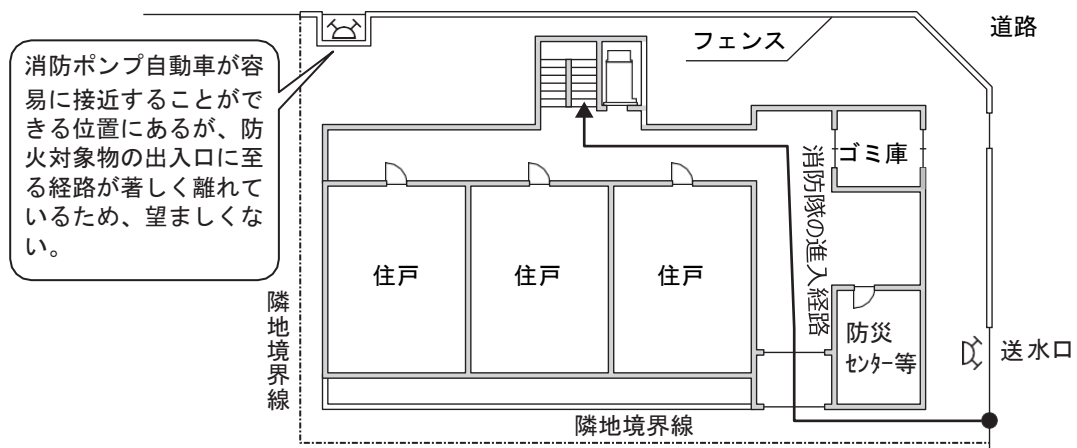 道路
フェンス
消防ポンプ自動車が容
易に接近することがで
きる位置にあるが、防
火対象物の出入口に至
る経路が著しく離れて
いるため、望ましくな
い。
ゴミ庫
消防隊の進入経路
住戸
住戸
住戸
隣地境界線
防災
センター等
送水口
隣地境界線